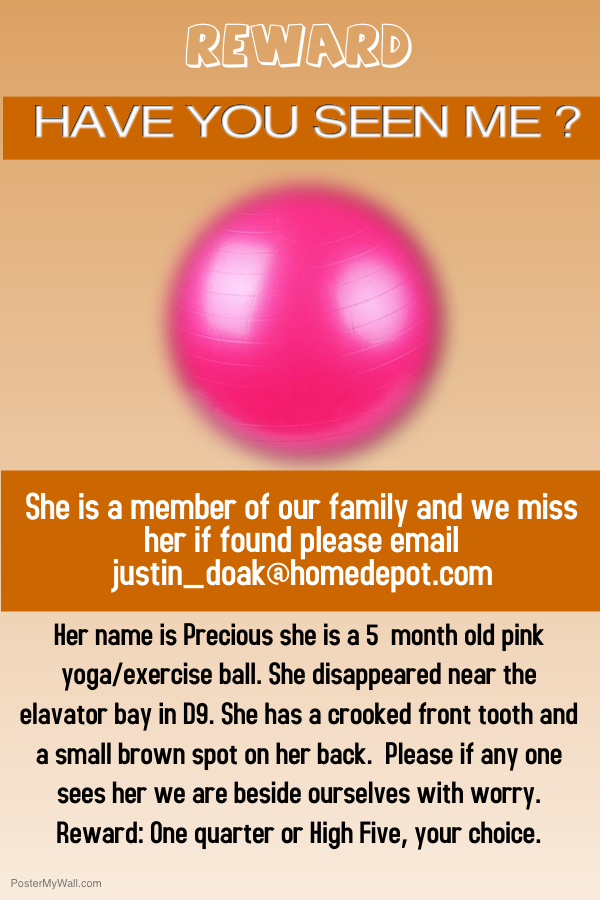 REWARD
HAVE YOU SEEN ME ?
She is a member of our family and we miss
her if found please email
justin_doak@homedepot.com
Her name is Precious she is a 5 month old pink
yoga/exercise ball. She disappeared near the
elavator bay in D9. She has a crooked front tooth and
a small brown spot on her back. Please if any one
sees her we are beside ourselves with worry.
Reward: One quarter or High Five, your choice.
PosterMyWall.com